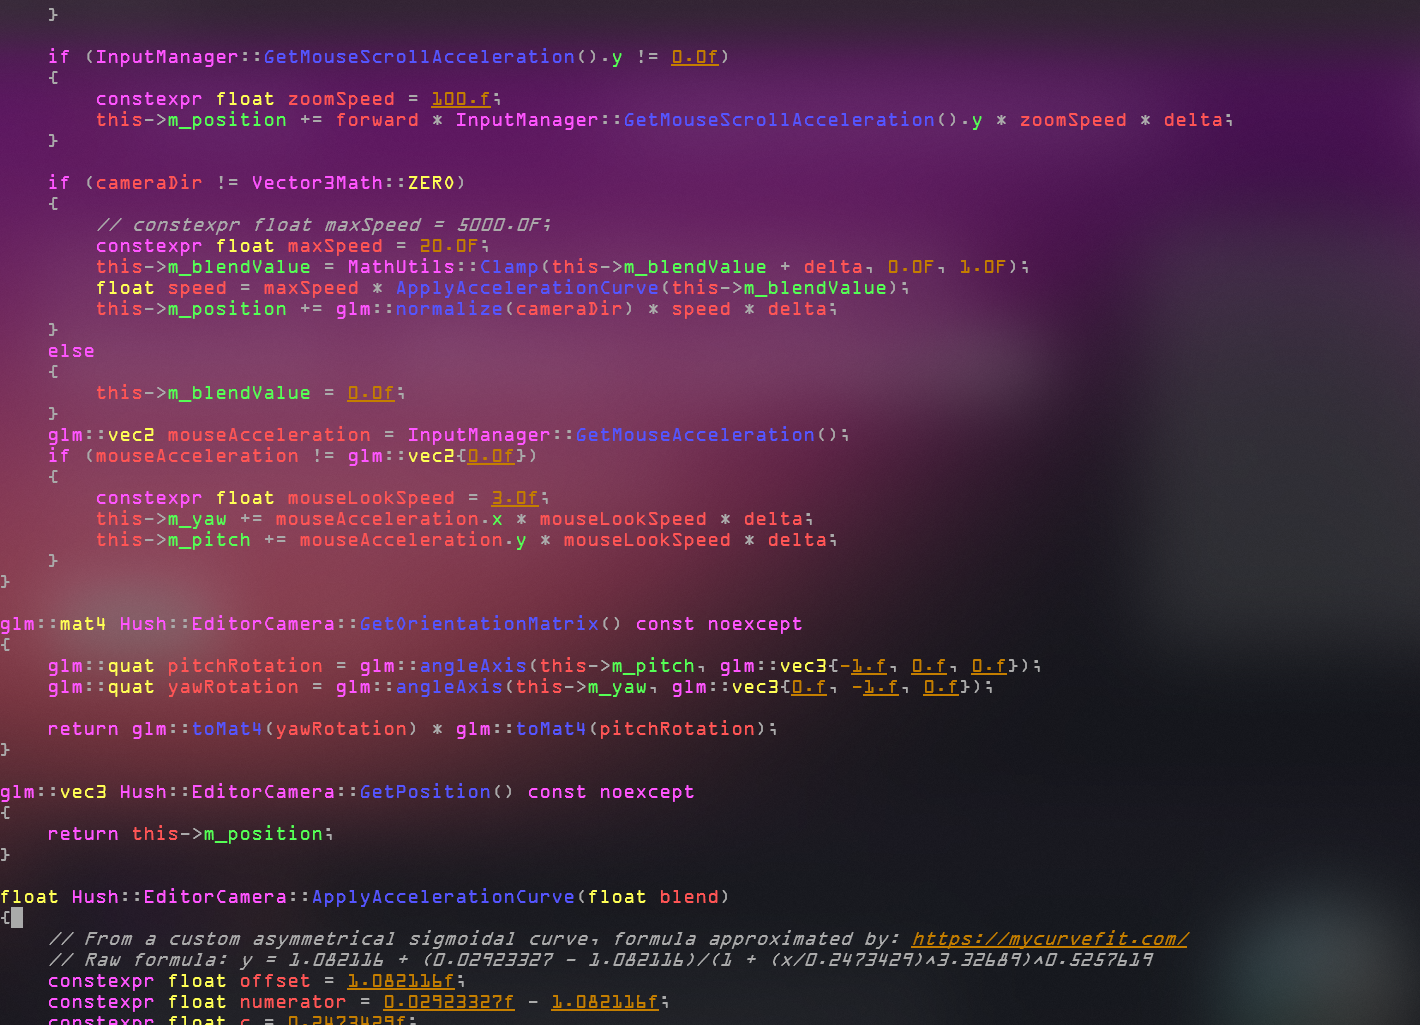 }

    if (InputManager::GetMouseScrollAcceleration().y != 0.0f)
    {
        constexpr float zoomSpeed = 100.f;
        this->m_position += forward * InputManager::GetMouseScrollAcceleration().y * zoomSpeed * delta;
    }

    if (cameraDir != Vector3Math::ZERO)
    {
        // constexpr float maxSpeed = 5000.0F;
        constexpr float maxSpeed = 20.0F;
        this->m_blendValue = MathUtils::Clamp(this->m_blendValue + delta, 0.0F, 1.0F);
        float speed = maxSpeed * ApplyAccelerationCurve(this->m_blendValue);
        this->m_position += glm::normalize(cameraDir) * speed * delta;
    }
    else
    {
        this->m_blendValue = 0.0f;
    }
    glm::vec2 mouseAcceleration = InputManager::GetMouseAcceleration();
    if (mouseAcceleration != glm::vec2{0.0f})
    {
        constexpr float mouseLookSpeed = 3.0f;
        this->m_yaw += mouseAcceleration.x * mouseLookSpeed * delta;
        this->m_pitch += mouseAcceleration.y * mouseLookSpeed * delta;
    }
}

glm::mat4 Hush::EditorCamera::GetOrientationMatrix() const noexcept
{
    glm::quat pitchRotation = glm::angleAxis(this->m_pitch, glm::vec3{-1.f, 0.f, 0.f});
    glm::quat yawRotation = glm::angleAxis(this->m_yaw, glm::vec3{0.f, -1.f, 0.f});

    return glm::toMat4(yawRotation) * glm::toMat4(pitchRotation);
}

glm::vec3 Hush::EditorCamera::GetPosition() const noexcept
{
    return this->m_position;
}

float Hush::EditorCamera::ApplyAccelerationCurve(float blend)
{
    // From a custom asymmetrical sigmoidal curve, formula approximated by: https://mycurvefit.com/
    // Raw formula: y = 1.082116 + (0.02923327 - 1.082116)/(1 + (x/0.2473429)^3.32689)^0.5257619
    constexpr float offset = 1.082116f;
    constexpr float numerator = 0.02923327f - 1.082116f;
    constexpr float c = 0.2473429f;